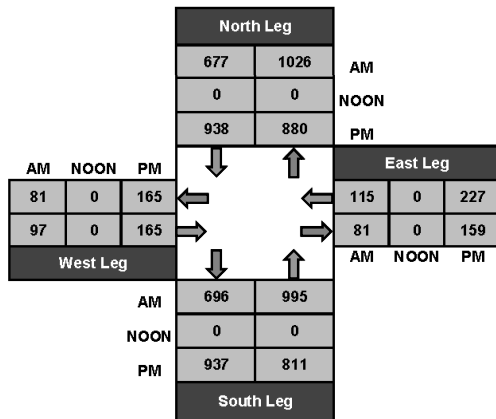 North Leg
677 1026 AM
0 0 NOON
938 880 PM
AM NOON PM East Leg
81 0 165 115 0 227
97 0 165 81 0 159
West Leg AM NOON PM
AM 696 995
NOON 0 0
PM 937 811
South Leg